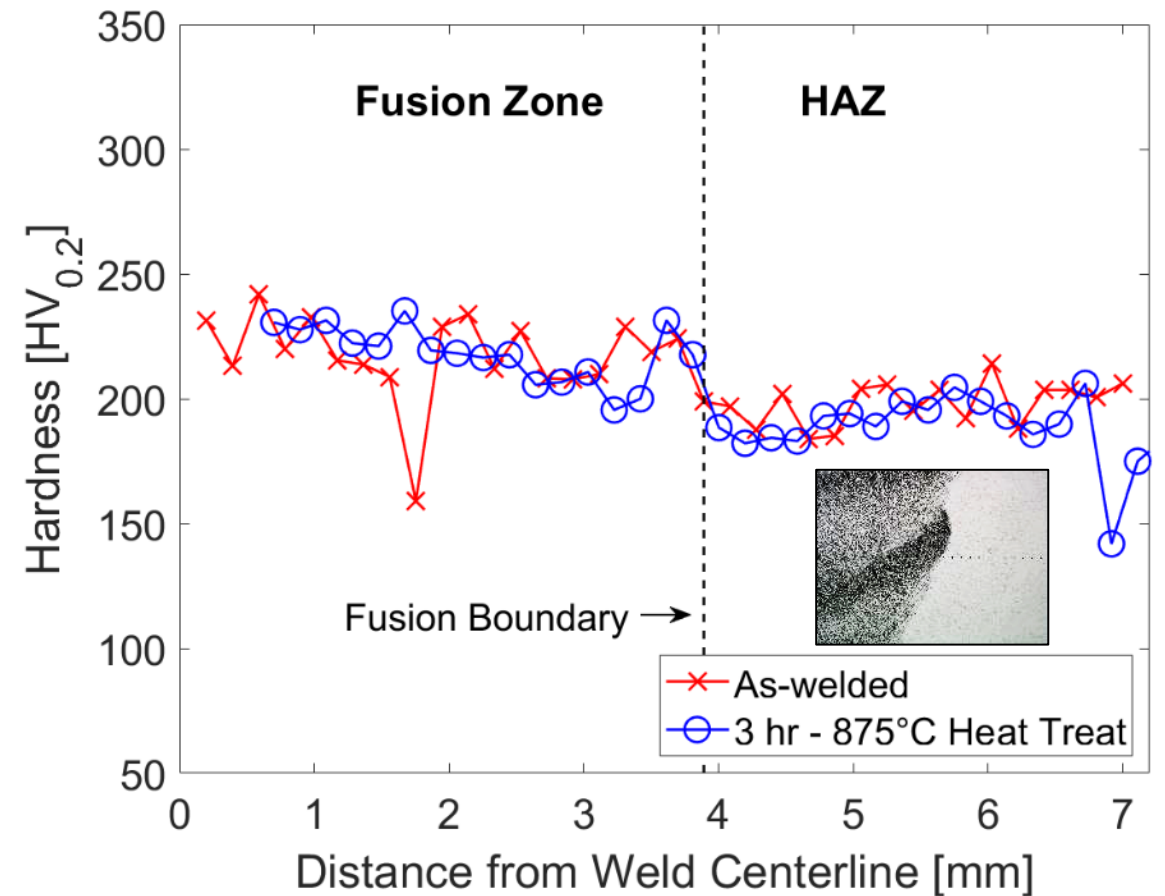 350
300
250
200
150
100
50
Hardness [HV0.2]
Fusion Zone
HAZ
Fusion Boundary
As-welded
3 hr - 875°C Heat Treat
0 1 2 3 4 5 6 7
Distance from Weld Centerline [mm]